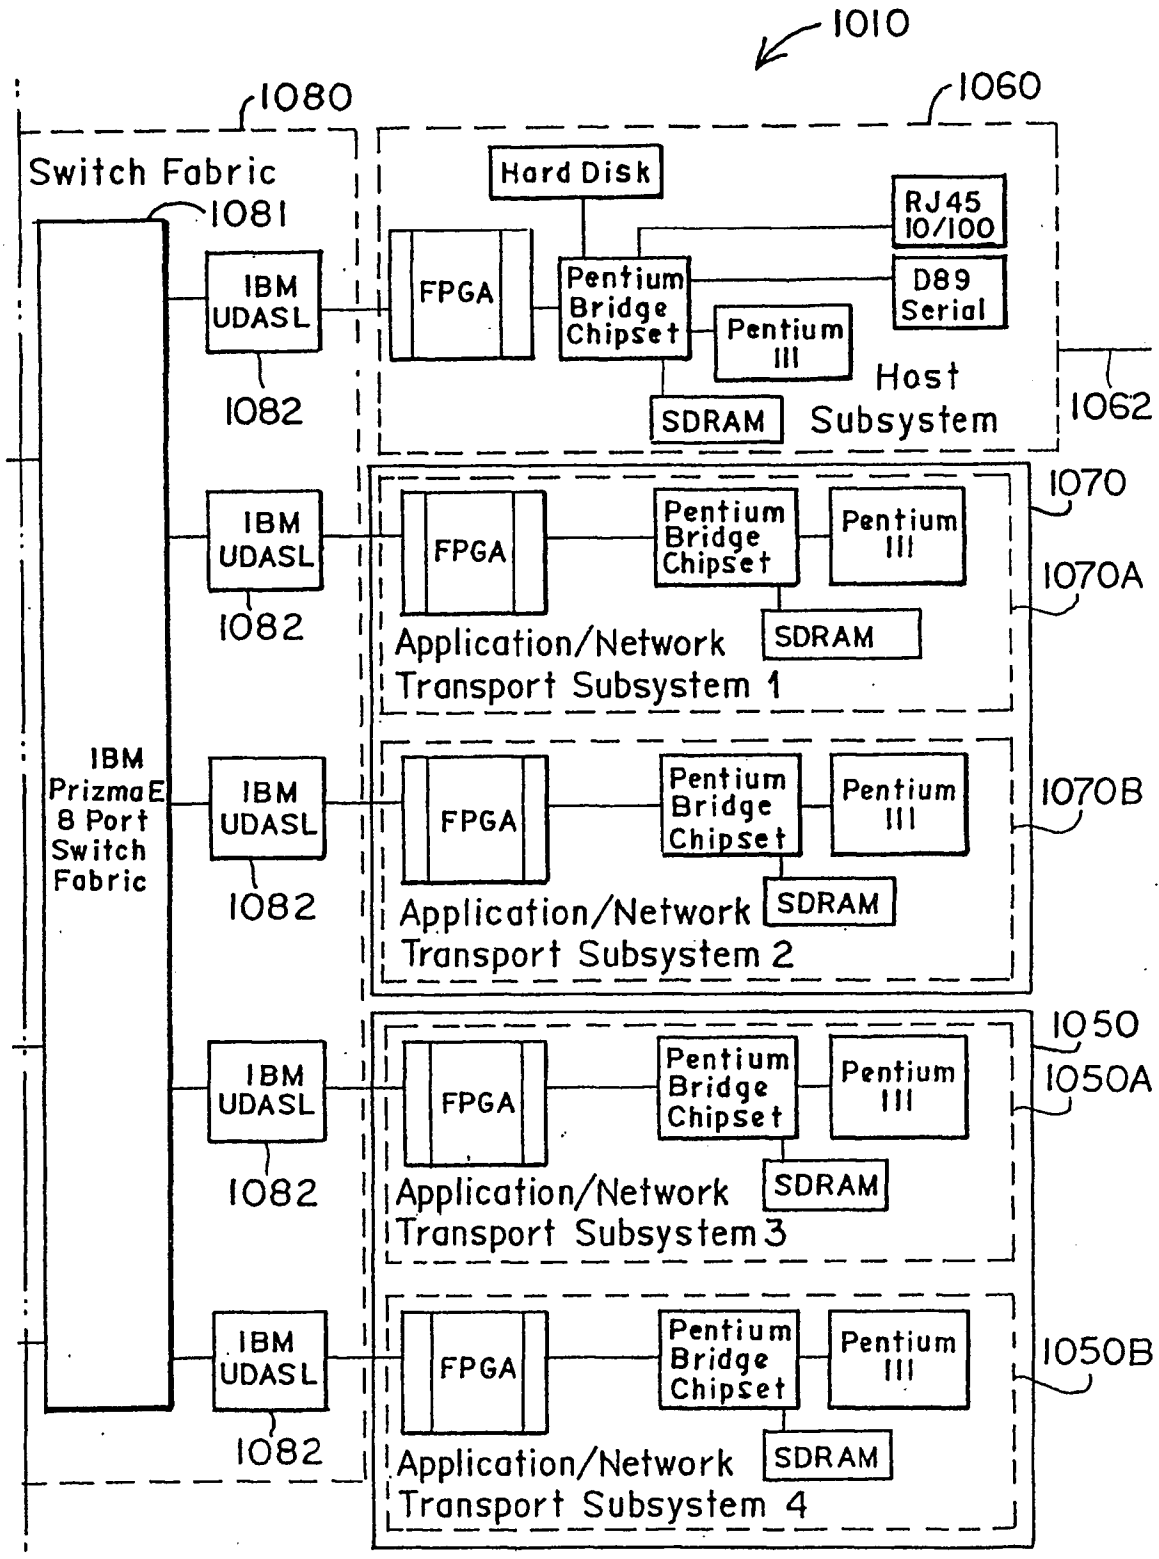 1010
1080
1060
Switch Fabric
1081
Hard Disk
RJ45
10/100
IBM
UDASL
FPGA
Pentium
Bridge
Chipset
D89
Serial
Pentium
III
Host
Subsystem
1082
SDRAM
1062
1070
IBM
UDASL
FPGA
Pentium
Bridge
Chipset
Pentium
III
1070A
1082
SDRAM
Application/Network
Transport Subsystem 1
IBM
PrizmaE
8 Port
Switch
Fabric
IBM
UDASL
FPGA
Pentium
Bridge
Chipset
Pentium
III
1070B
1082
SDRAM
Application/Network
Transport Subsystem 2
1050
IBM
UDASL
FPGA
Pentium
Bridge
Chipset
Pentium
III
1050A
1082
SDRAM
Application/Network
Transport Subsystem 3
IBM
UDASL
FPGA
Pentium
Bridge
Chipset
Pentium
III
1050B
1082
SDRAM
Application/Network
Transport Subsystem 4